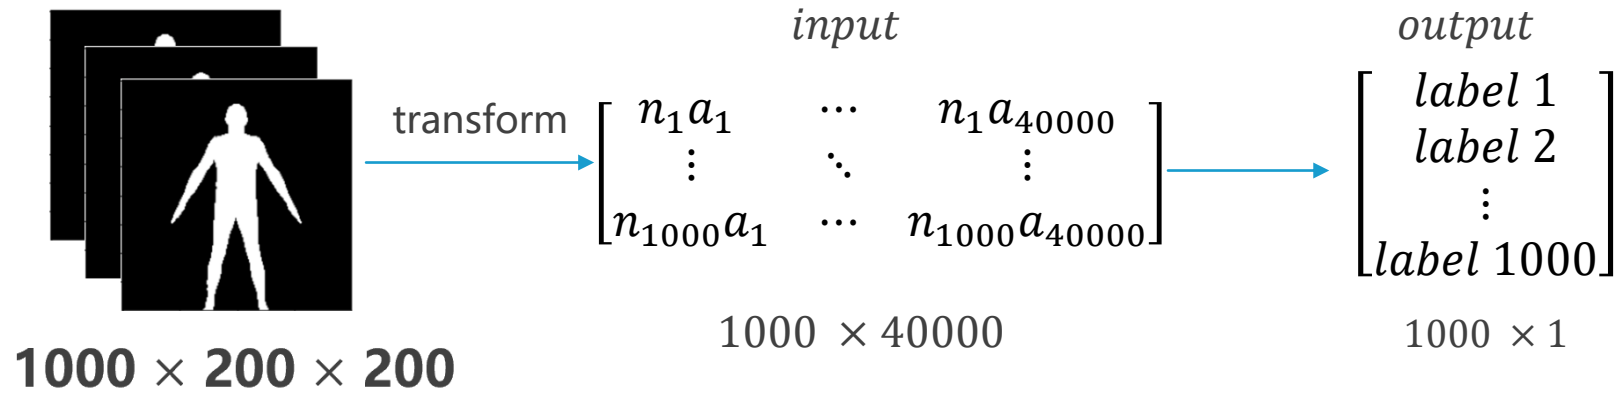 input
output
transform
n₁a₁ ⋯ n₁a₄₀₀₀₀
⋮ ⋱ ⋮
n₁₀₀₀a₁ ⋯ n₁₀₀₀a₄₀₀₀₀
label 1
label 2
⋮
label 1000
1000 × 200 × 200
1000 × 40000
1000 × 1